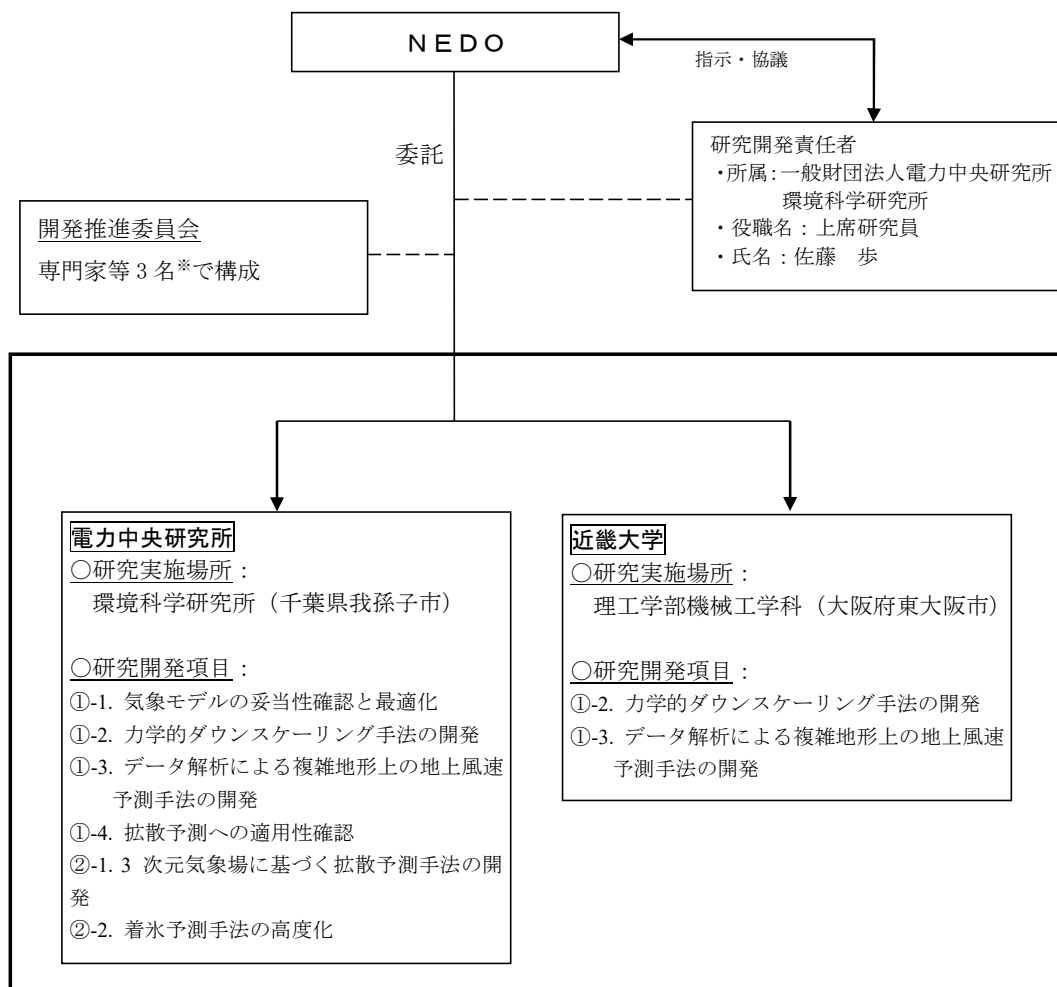 ＮＥＤＯ
指示・協議
委託
研究開発責任者
・所属：一般財団法人電力中央研究所
環境科学研究所
・役職名：上席研究員
・氏名：佐藤　歩
開発推進委員会
専門家等 3 名※で構成
電力中央研究所
○研究実施場所：
環境科学研究所（千葉県我孫子市）
○研究開発項目：
①-1. 気象モデルの妥当性確認と最適化
①-2. 力学的ダウンスケーリング手法の開発
①-3. データ解析による複雑地形上の地上風速
予測手法の開発
①-4. 拡散予測への適用性確認
②-1. 3 次元気象場に基づく拡散予測手法の開
発
②-2. 着氷予測手法の高度化
近畿大学
○研究実施場所：
理工学部機械工学科（大阪府東大阪市）
○研究開発項目：
①-2. 力学的ダウンスケーリング手法の開発
①-3. データ解析による複雑地形上の地上風速
予測手法の開発